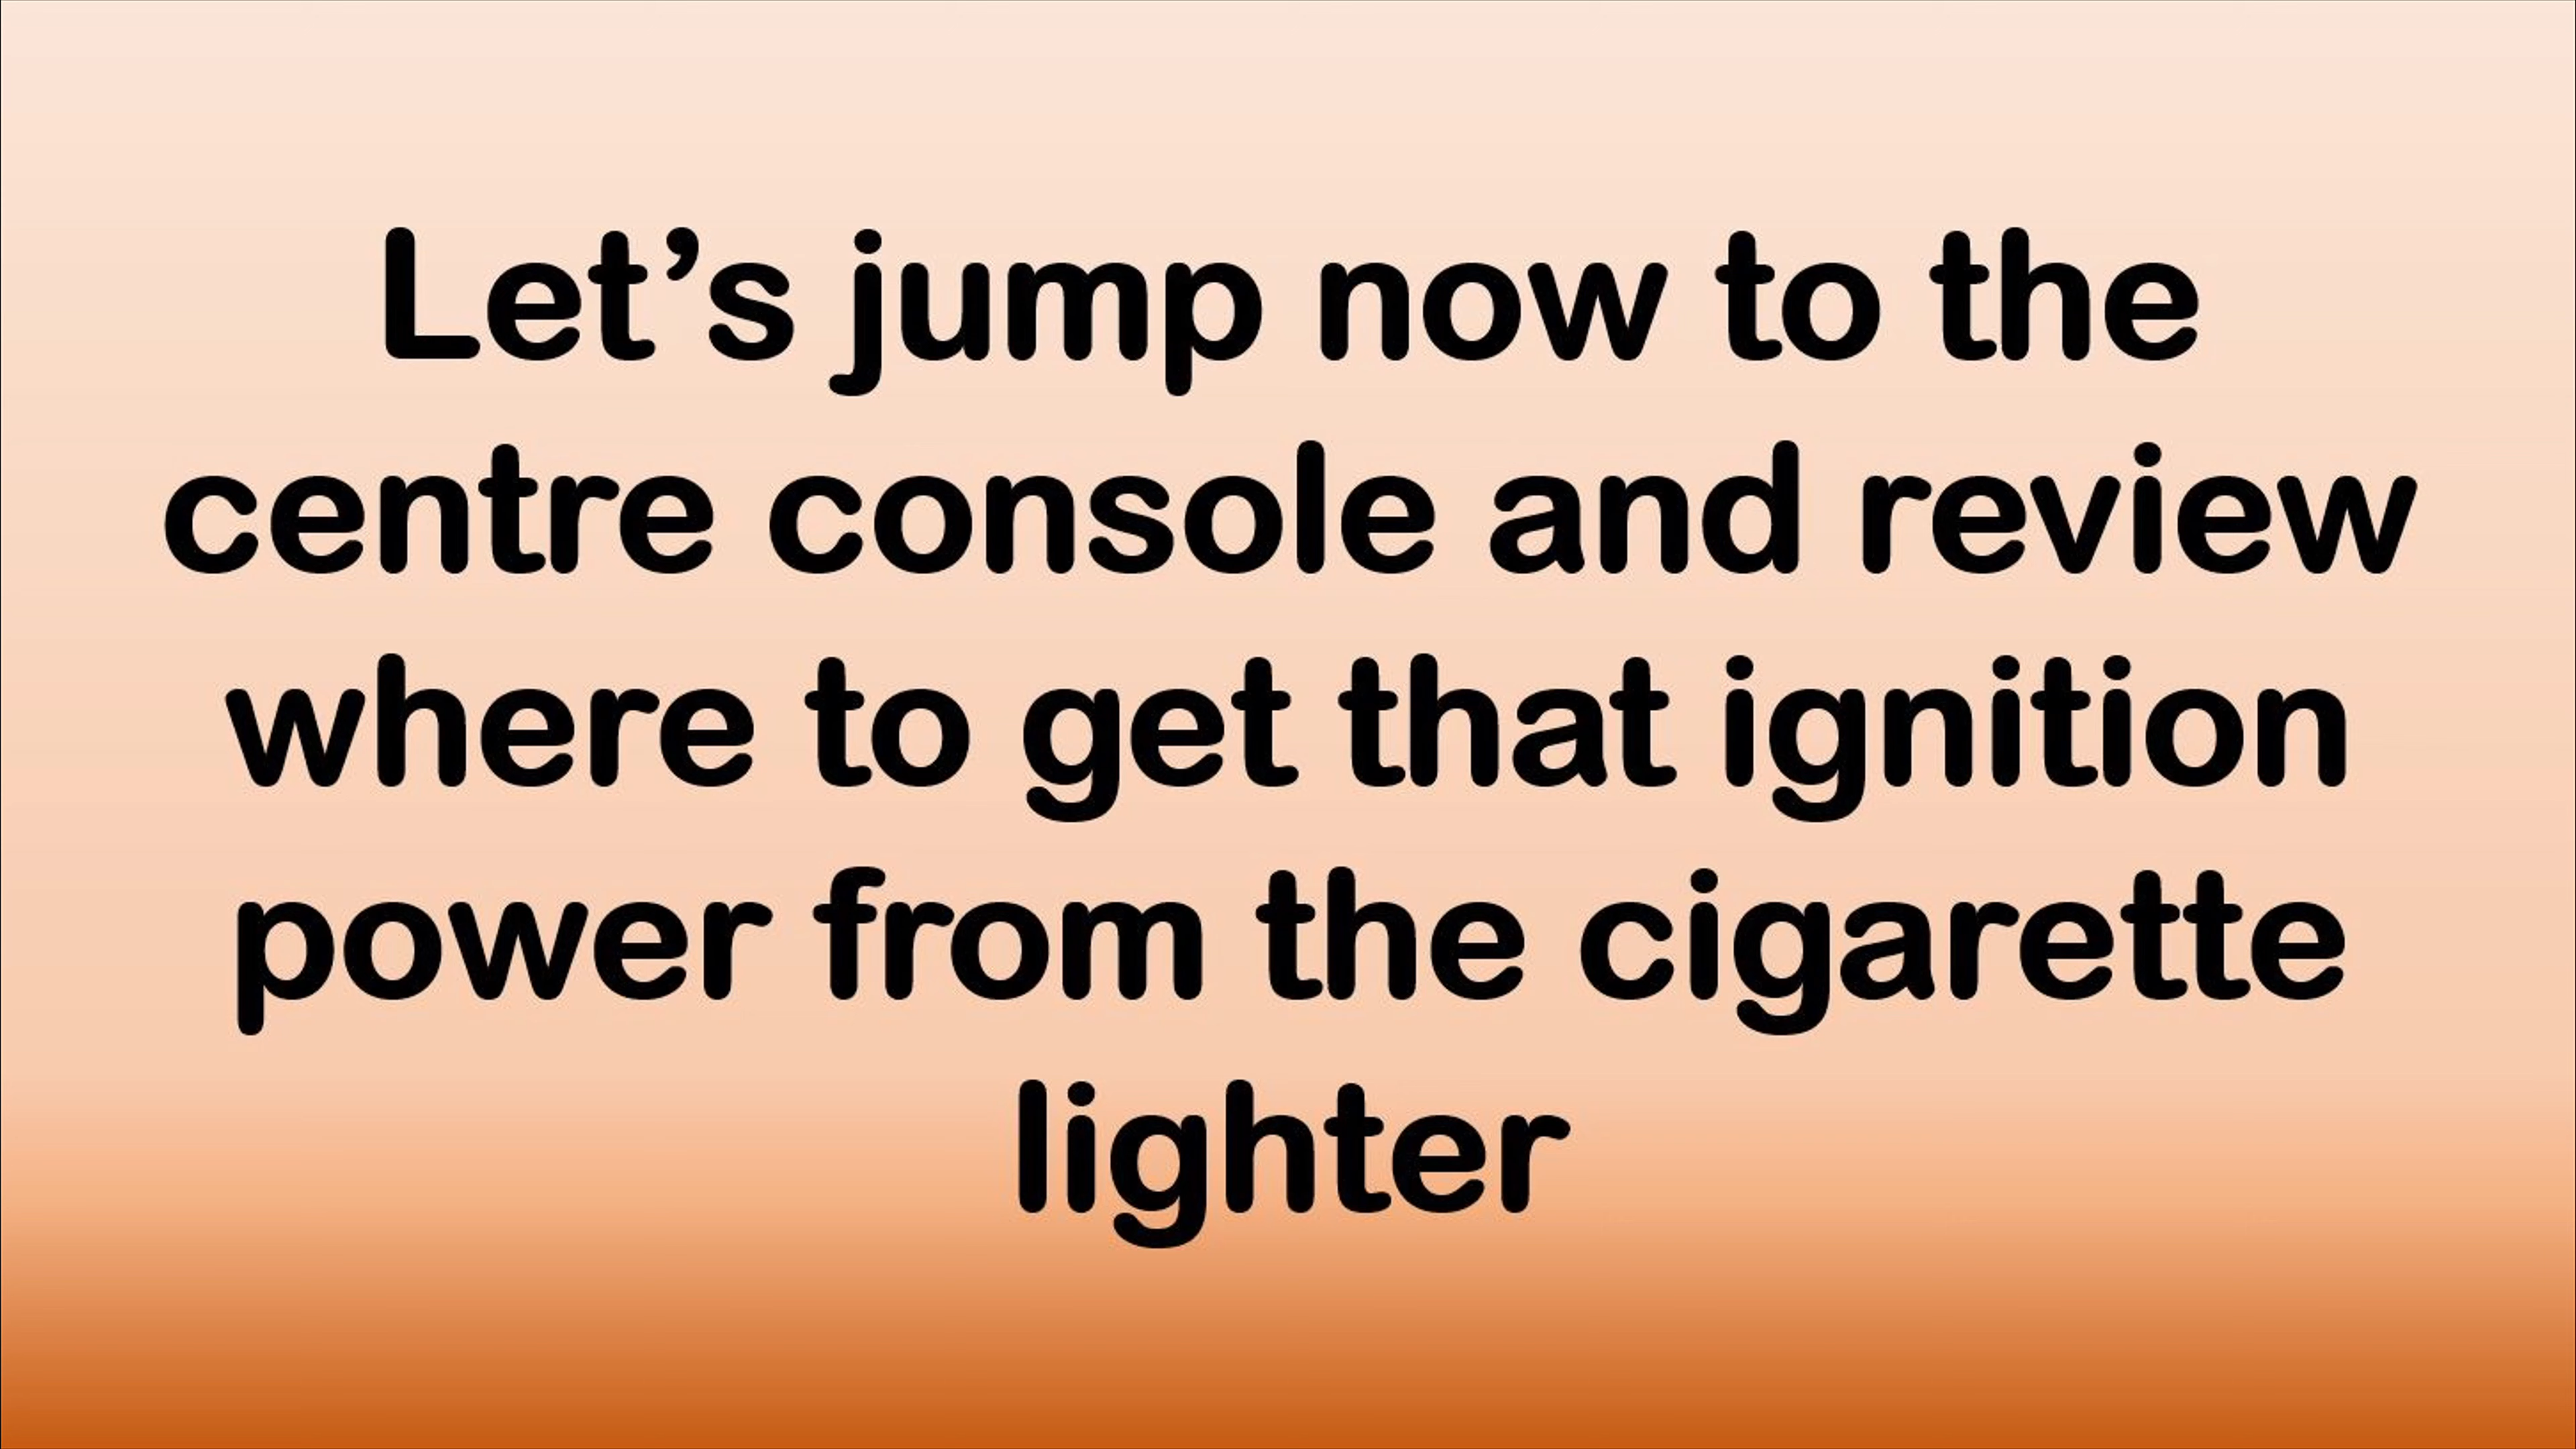 Let’s jump now to the
centre console and review
where to get that ignition
power from the cigarette
lighter